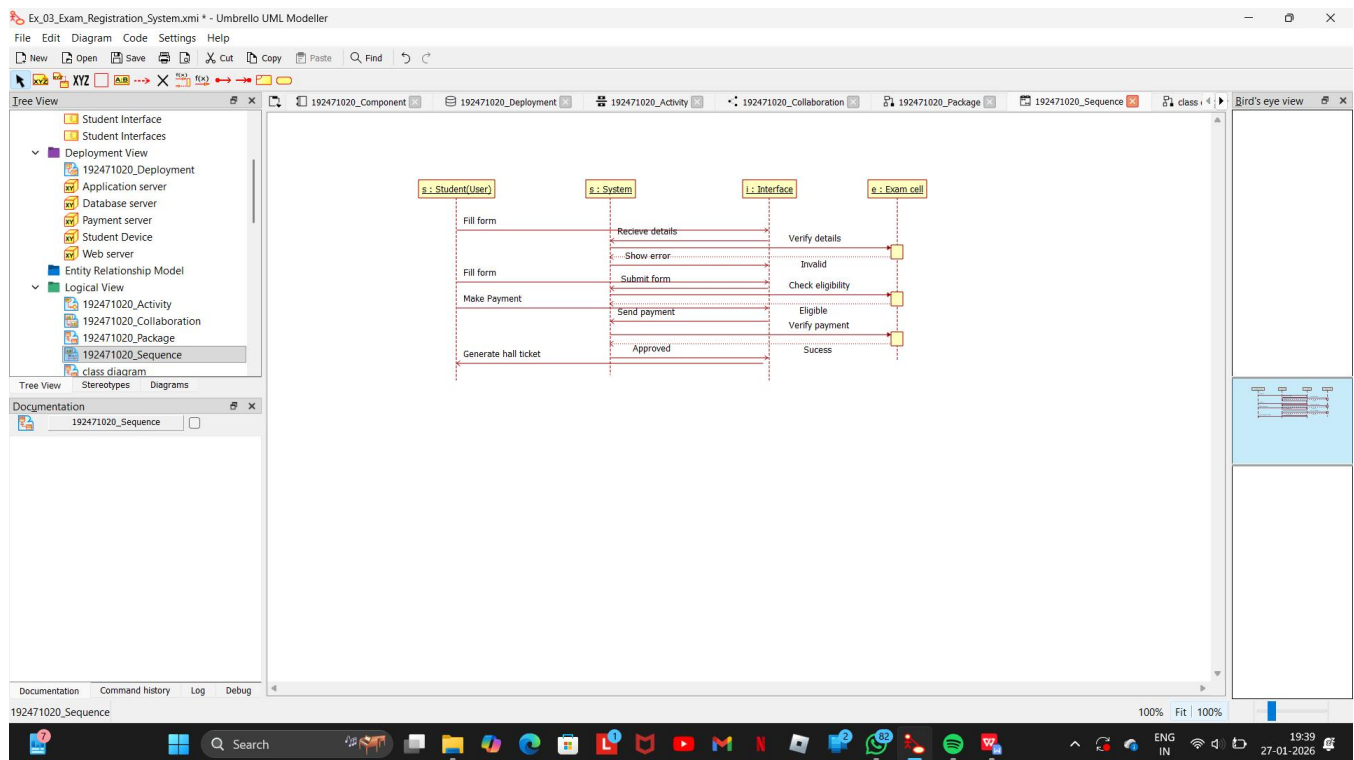 Ex_03_Exam_Registration_System.xmi * - Umbrello UML Modeller
File Edit Diagram Code Settings Help
New Open Save Cut Copy Paste Find
XYZ A:B f(x)
Tree View
192471020_Component 192471020_Deployment 192471020_Activity 192471020_Collaboration 192471020_Package 192471020_Sequence class
Bird's eye view
Student Interface
Student Interfaces
Deployment View
192471020_Deployment
Application server
Database server
Payment server
Student Device
Web server
Entity Relationship Model
Logical View
192471020_Activity
192471020_Collaboration
192471020_Package
192471020_Sequence
class diagram
Tree View Stereotypes Diagrams
Documentation
192471020_Sequence
s : Student(User) s : System i : Interface e : Exam cell
Fill form
Recieve details
Verify details
Show error
Invalid
Fill form
Submit form
Check eligibility
Make Payment
Eligible
Send payment
Verify payment
Approved
Sucess
Generate hall ticket
Documentation Command history Log Debug
192471020_Sequence
100% Fit 100%
7
Search
1
2
82
ENG
IN
19:39
27-01-2026